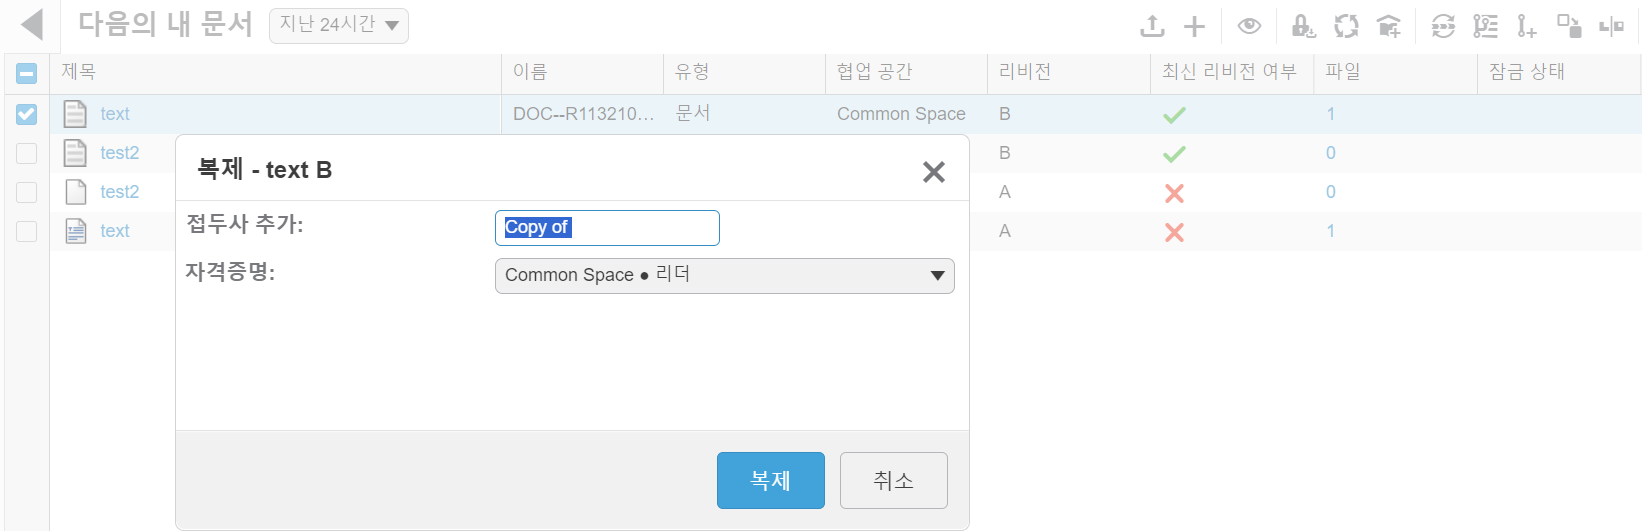 다음의 내 문서 지난 24시간
제목 이름 유형 협업 공간 리비전 최신 리비전 여부 파일 잠금 상태
text DOC--R113210... 문서 Common Space B 1
test2 B 0
test2 A 0
text A 1
복제 - text B
접두사 추가: Copy of
자격증명: Common Space ● 리더
복제 취소